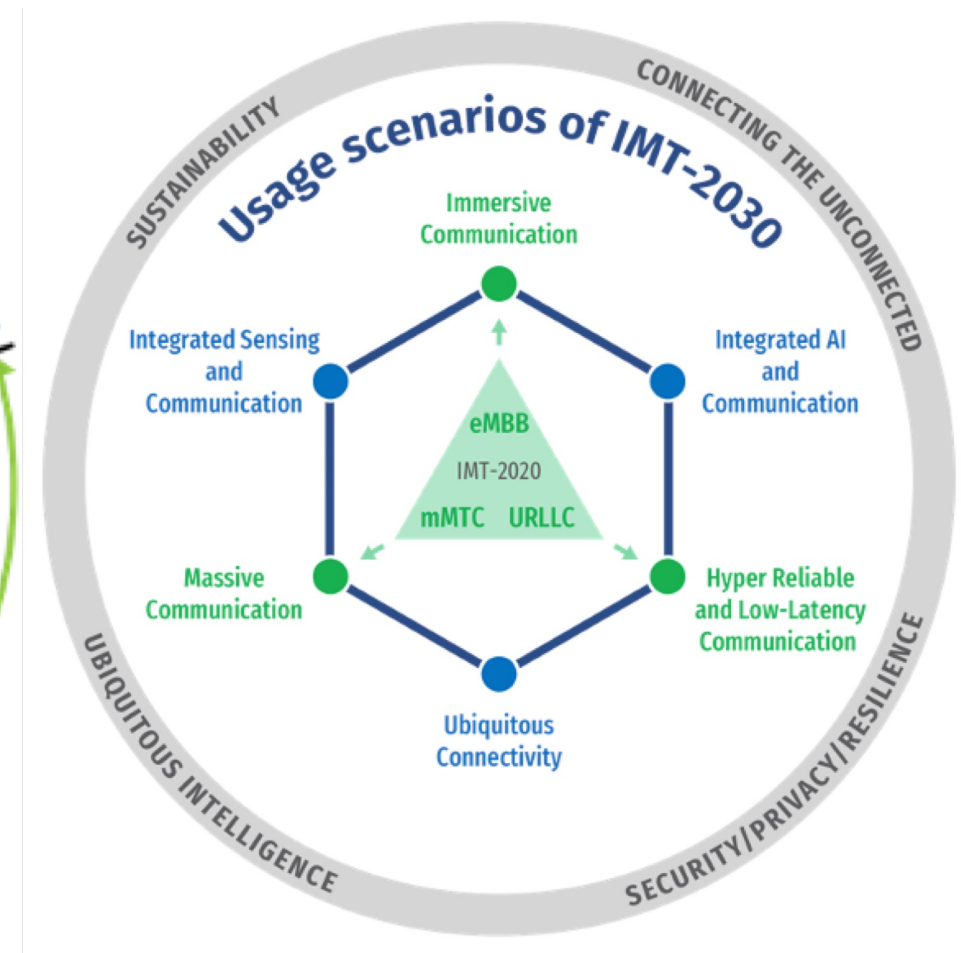 SUSTAINABILITY
CONNECTING THE UNCONNECTED
Usage scenarios of IMT-2030
Immersive
Communication
Integrated Sensing
and
Communication
Integrated AI
and
Communication
eMBB
IMT-2020
mMTC URLLC
Massive
Communication
Hyper Reliable
and Low-Latency
Communication
Ubiquitous
Connectivity
UBIQUITOUS INTELLIGENCE
SECURITY/PRIVACY/RESILIENCE